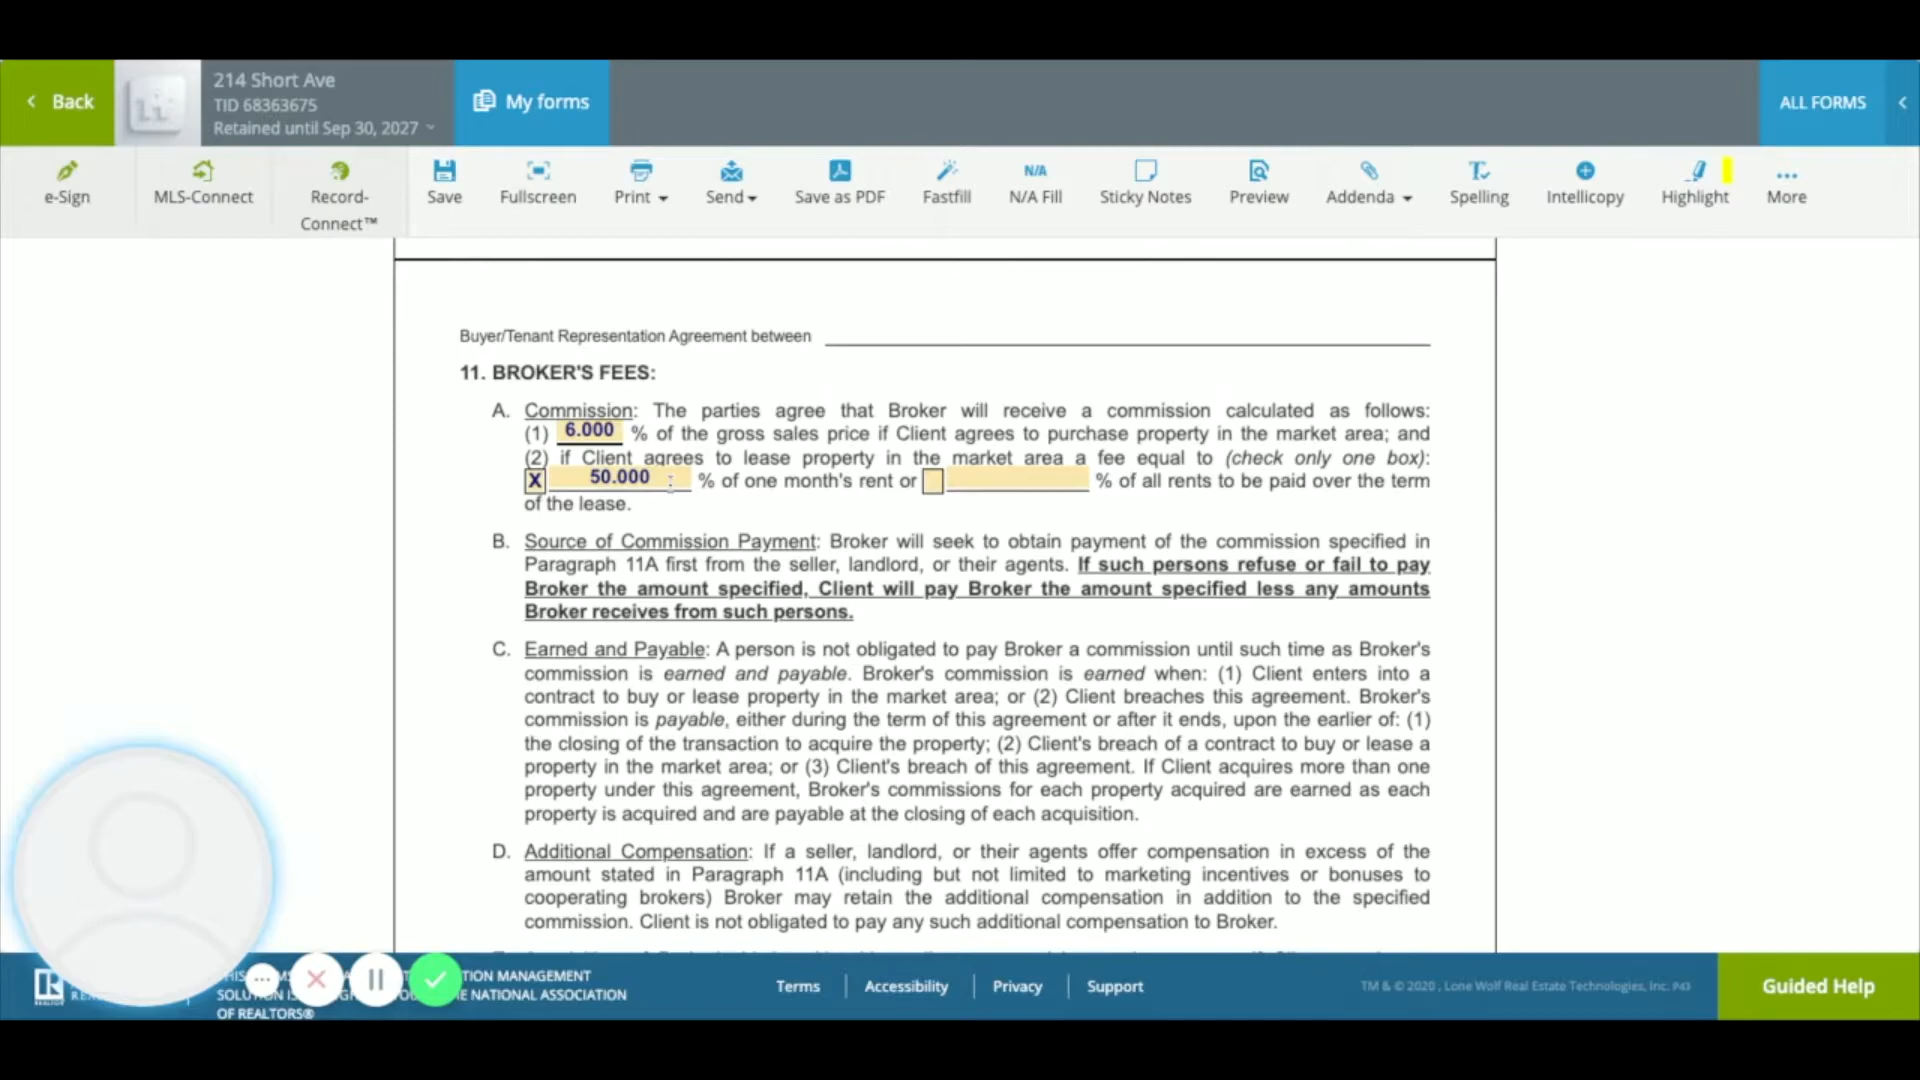 Back
214 Short Ave
TID 68363675
Retained until Sep 30, 2027
My forms
ALL FORMS
e-Sign
MLS-Connect
Record-
Connect™
Save
Fullscreen
Print
Send
Save as PDF
Fastfill
N/A
N/A Fill
Sticky Notes
Preview
Addenda
Spelling
Intellicopy
Highlight
More
Buyer/Tenant Representation Agreement between
11. BROKER'S FEES:
A. Commission: The parties agree that Broker will receive a commission calculated as follows:
(1) 6.000 % of the gross sales price if Client agrees to purchase property in the market area; and
(2) if Client agrees to lease property in the market area a fee equal to (check only one box):
X 50.000 % of one month's rent or % of all rents to be paid over the term
of the lease.
B. Source of Commission Payment: Broker will seek to obtain payment of the commission specified in
Paragraph 11A first from the seller, landlord, or their agents. If such persons refuse or fail to pay
Broker the amount specified, Client will pay Broker the amount specified less any amounts
Broker receives from such persons.
C. Earned and Payable: A person is not obligated to pay Broker a commission until such time as Broker's
commission is earned and payable. Broker's commission is earned when: (1) Client enters into a
contract to buy or lease property in the market area; or (2) Client breaches this agreement. Broker's
commission is payable, either during the term of this agreement or after it ends, upon the earlier of: (1)
the closing of the transaction to acquire the property; (2) Client's breach of a contract to buy or lease a
property in the market area; or (3) Client's breach of this agreement. If Client acquires more than one
property under this agreement, Broker's commissions for each property acquired are earned as each
property is acquired and are payable at the closing of each acquisition.
D. Additional Compensation: If a seller, landlord, or their agents offer compensation in excess of the
amount stated in Paragraph 11A (including but not limited to marketing incentives or bonuses to
cooperating brokers) Broker may retain the additional compensation in addition to the specified
commission. Client is not obligated to pay any such additional compensation to Broker.
TION MANAGEMENT
SOLUTION IS
E NATIONAL ASSOCIATION
OF REALTORS®
Terms
Accessibility
Privacy
Support
TM & © 2020, Lone Wolf Real Estate Technologies, Inc. P43
Guided Help